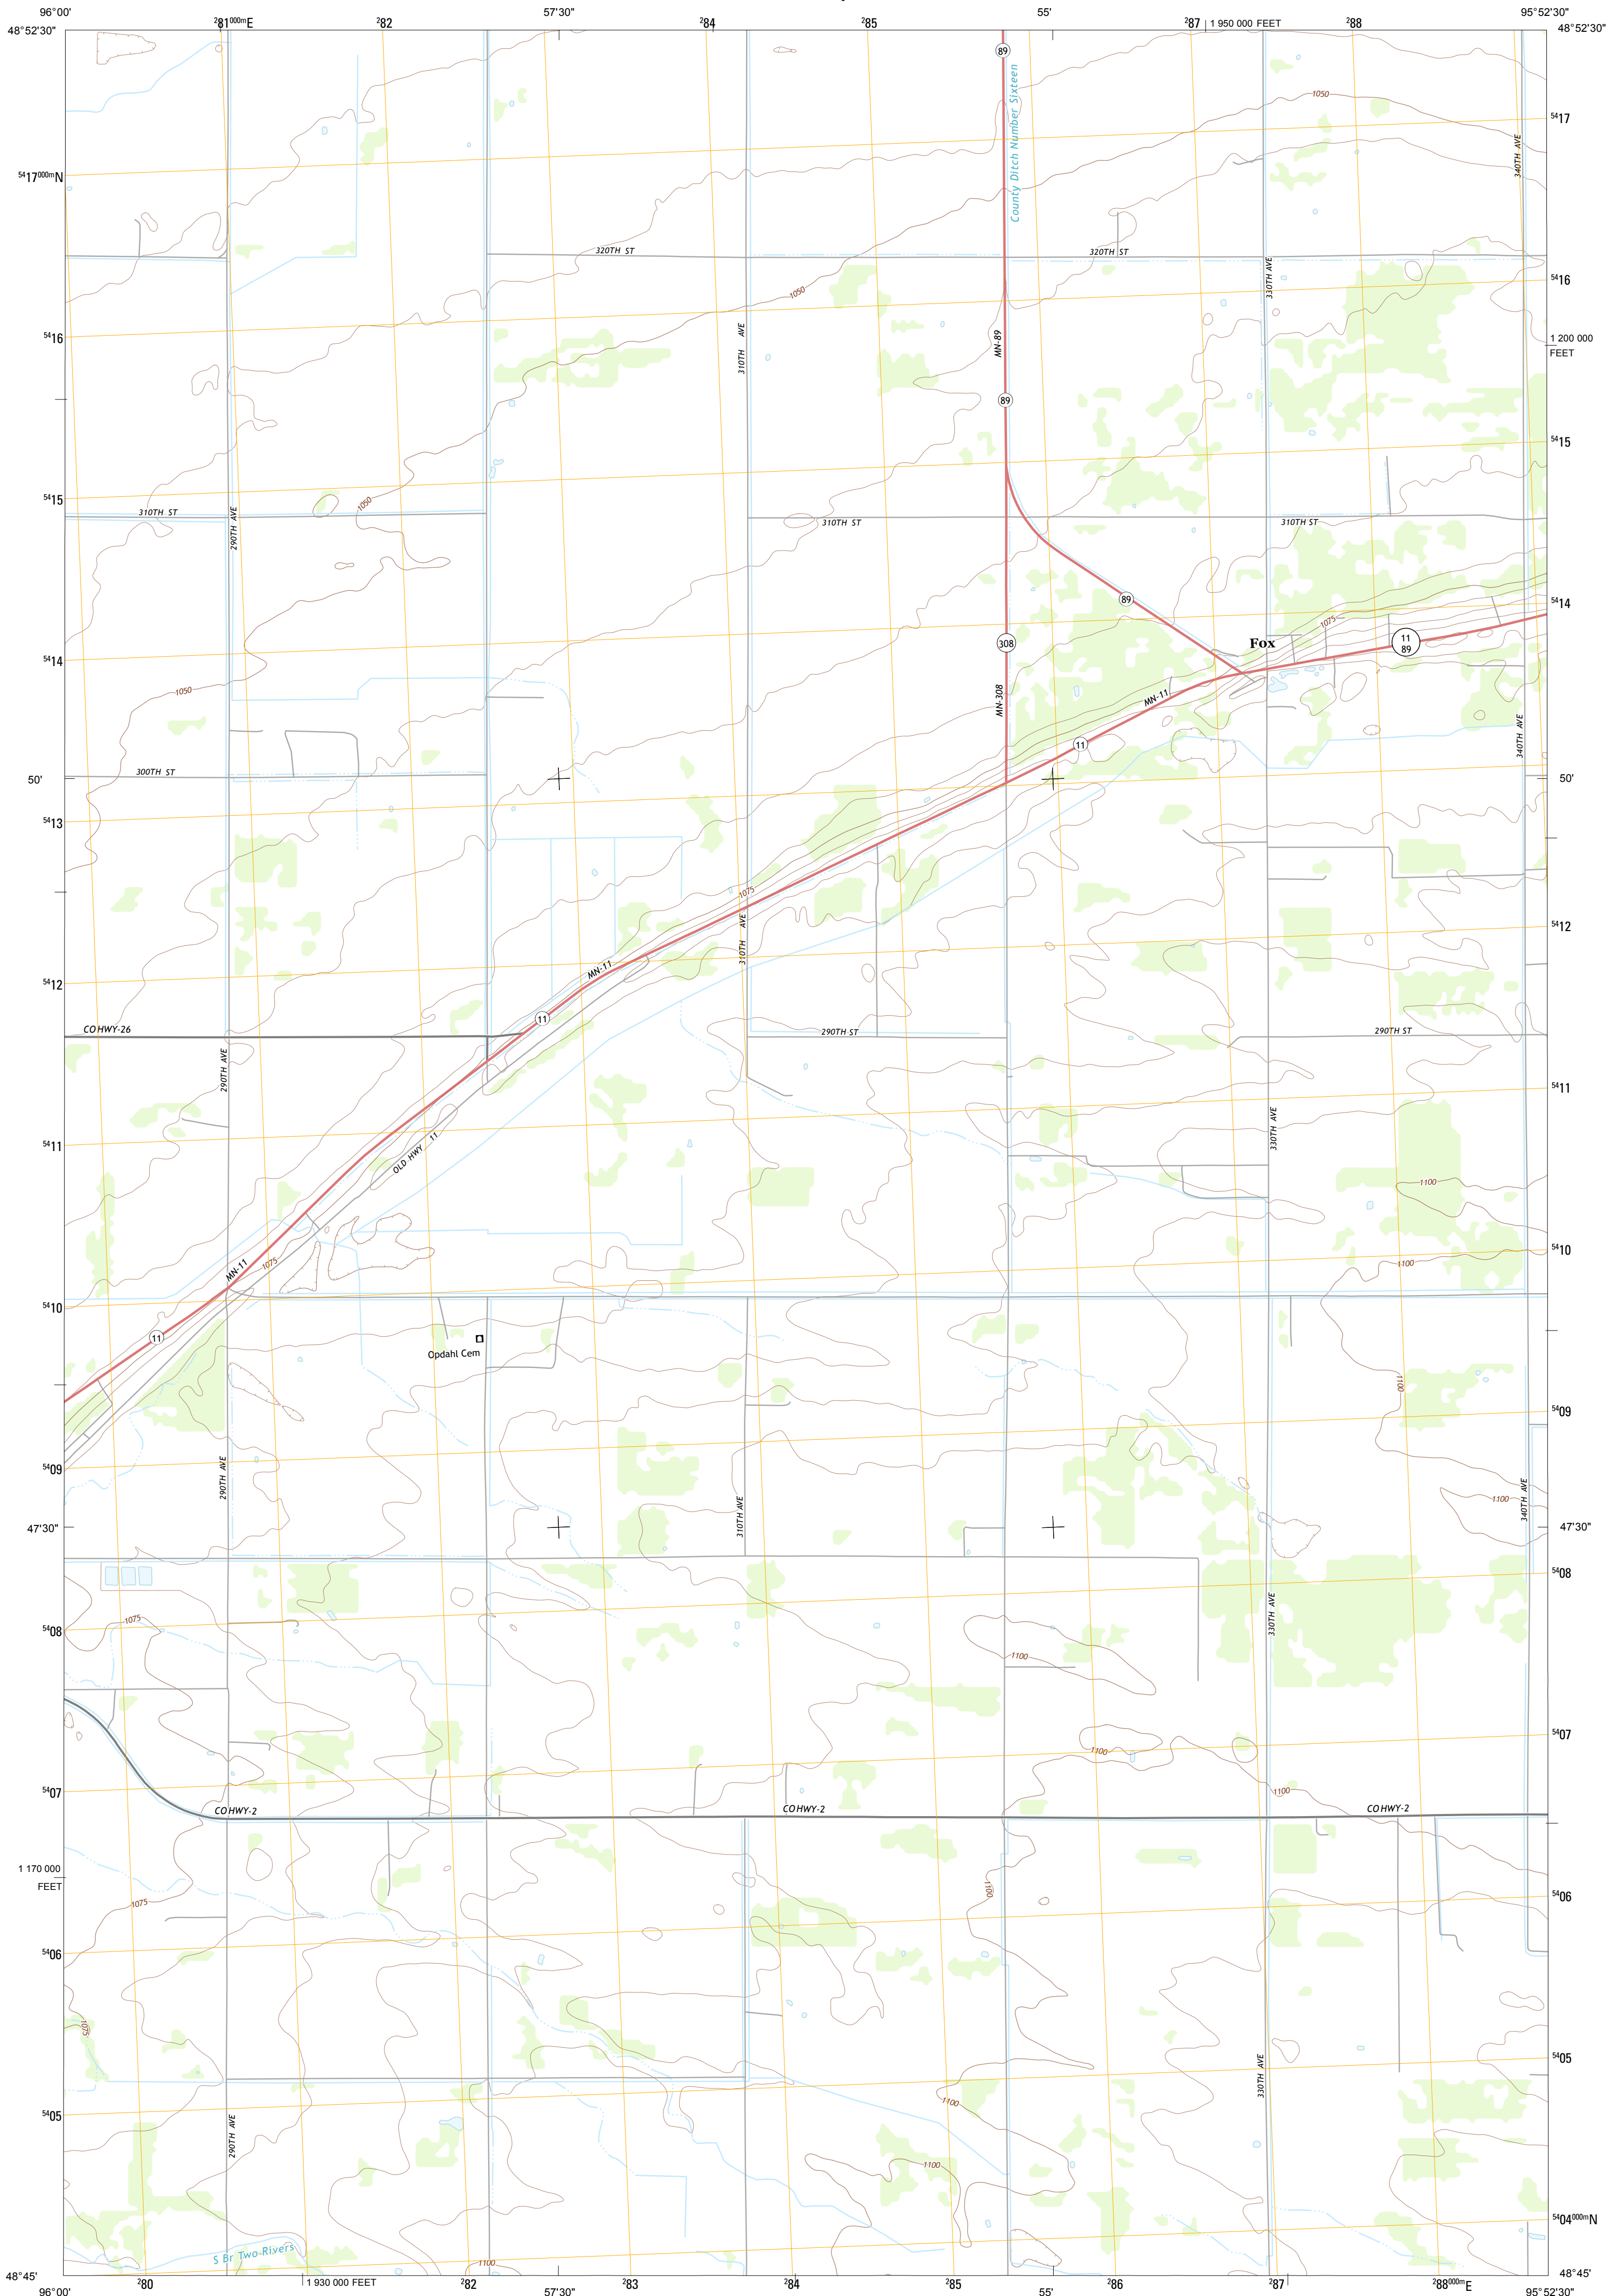 96°00'
²81⁰⁰⁰ᵐE
²82
57'30"
²84
²85
55'
²87
1 950 000 FEET
²88
95°52'30"
48°52'30"
48°52'30"
89
County Ditch Number Sixteen
1050
⁵⁴17
340TH AVE
⁵⁴17⁰⁰⁰ᵐN
320TH ST
320TH ST
330TH AVE
⁵⁴16
1050
⁵⁴16
310TH AVE
MN-89
1 200 000
FEET
89
⁵⁴15
⁵⁴15
1050
310TH ST
290TH AVE
310TH ST
310TH ST
89
⁵⁴14
1075
Fox
11
89
308
⁵⁴14
1050
MN-308
MN-11
340TH AVE
11
300TH ST
50'
50'
⁵⁴13
1075
310TH AVE
⁵⁴12
MN-11
⁵⁴12
11
CO HWY-26
290TH ST
290TH ST
290TH AVE
⁵⁴11
330TH AVE
⁵⁴11
OLD HWY 11
1100
⁵⁴10
1100
MN-11
1075
⁵⁴10
11
Opdahl Cem
1100
⁵⁴09
⁵⁴09
290TH AVE
310TH AVE
1100
340TH AVE
47'30"
47'30"
⁵⁴08
1075
⁵⁴08
330TH AVE
1100
⁵⁴07
1100
1100
⁵⁴07
CO HWY-2
CO HWY-2
CO HWY-2
1 170 000
FEET
1100
⁵⁴06
1075
⁵⁴06
1075
⁵⁴05
330TH AVE
1100
⁵⁴05
290TH AVE
1100
⁵⁴04⁰⁰⁰ᵐN
S Br Two Rivers
1100
48°45'
48°45'
96°00'
²80
1 930 000 FEET
²82
57'30"
²83
²84
²85
55'
²86
²87
²88⁰⁰⁰ᵐE
95°52'30"